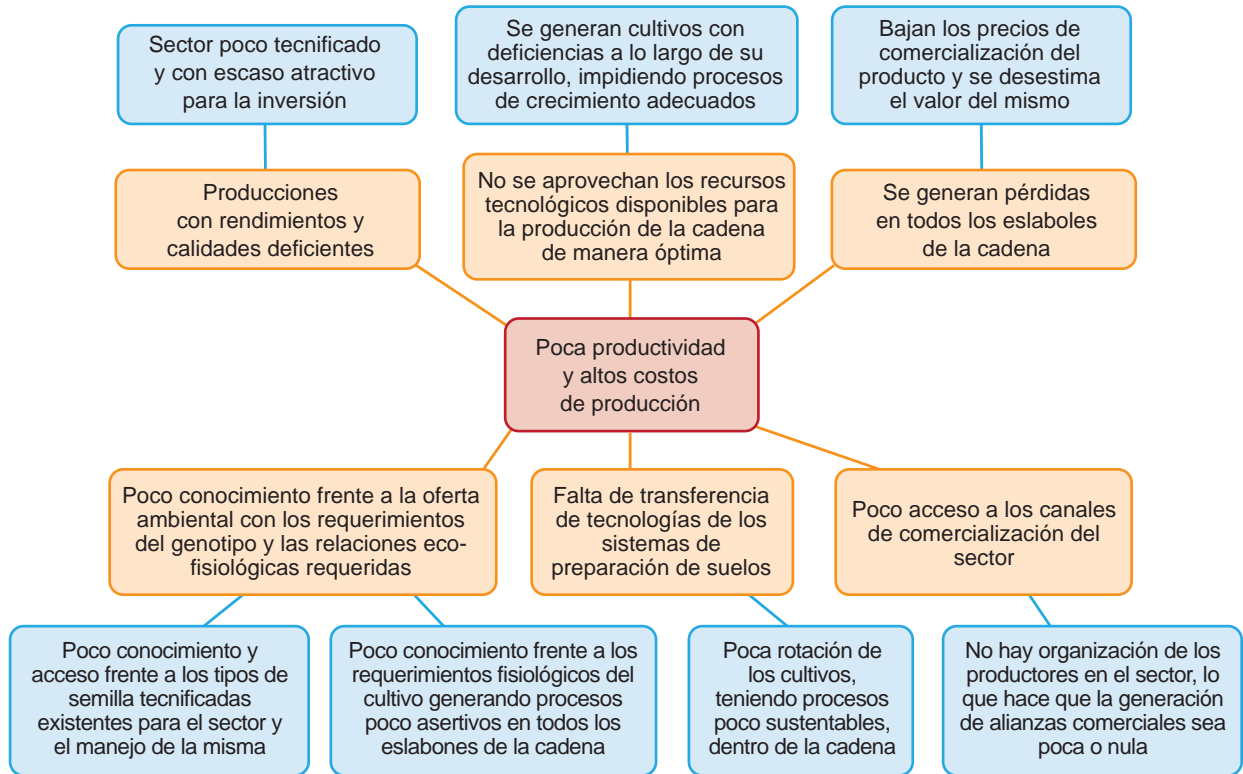 Sector poco tecnificado
y con escaso atractivo
para la inversión
Se generan cultivos con
deficiencias a lo largo de su
desarrollo, impidiendo procesos
de crecimiento adecuados
Bajan los precios de
comercialización del
producto y se desestima
el valor del mismo
Producciones
con rendimientos y
calidades deficientes
No se aprovechan los recursos
tecnológicos disponibles para
la producción de la cadena
de manera óptima
Se generan pérdidas
en todos los eslaboles
de la cadena
Poca productividad
y altos costos
de producción
Poco conocimiento frente a la oferta
ambiental con los requerimientos
del genotipo y las relaciones eco-
fisiológicas requeridas
Falta de transferencia
de tecnologías de los
sistemas de
preparación de suelos
Poco acceso a los canales
de comercialización del
sector
Poco conocimiento y
acceso frente a los tipos de
semilla tecnificadas
existentes para el sector y
el manejo de la misma
Poco conocimiento frente a los
requerimientos fisiológicos del
cultivo generando procesos
poco asertivos en todos los
eslabones de la cadena
Poca rotación de
los cultivos,
teniendo procesos
poco sustentables,
dentro de la cadena
No hay organización de los
productores en el sector, lo
que hace que la generación
de alianzas comerciales sea
poca o nula